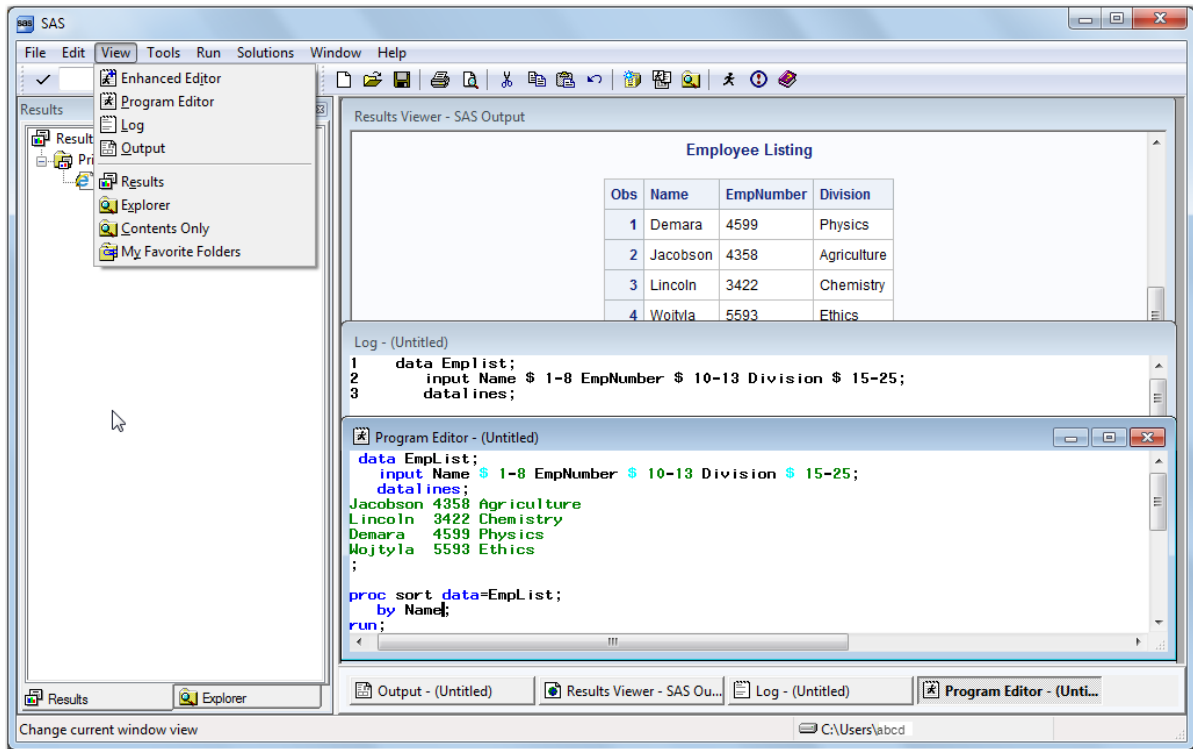 sas SAS
File Edit View Tools Run Solutions Window Help
Enhanced Editor
Program Editor
Log
Output
Results
Explorer
Contents Only
My Favorite Folders
Results
Result
Pri
Results Viewer - SAS Output
Employee Listing
Obs Name EmpNumber Division
1 Demara 4599 Physics
2 Jacobson 4358 Agriculture
3 Lincoln 3422 Chemistry
4 Wojtyla 5593 Ethics
Log - (Untitled)
1 data Emplist;
2 input Name $ 1-8 EmpNumber $ 10-13 Division $ 15-25;
3 datalines;
Program Editor - (Untitled)
data EmpList;
input Name $ 1-8 EmpNumber $ 10-13 Division $ 15-25;
datalines;
Jacobson 4358 Agriculture
Lincoln 3422 Chemistry
Demara 4599 Physics
Wojtyla 5593 Ethics
;
proc sort data=EmpList;
by Name;
run;
Results Explorer
Output - (Untitled) Results Viewer - SAS Ou... Log - (Untitled) Program Editor - (Unti...
Change current window view C:\Users\abcd